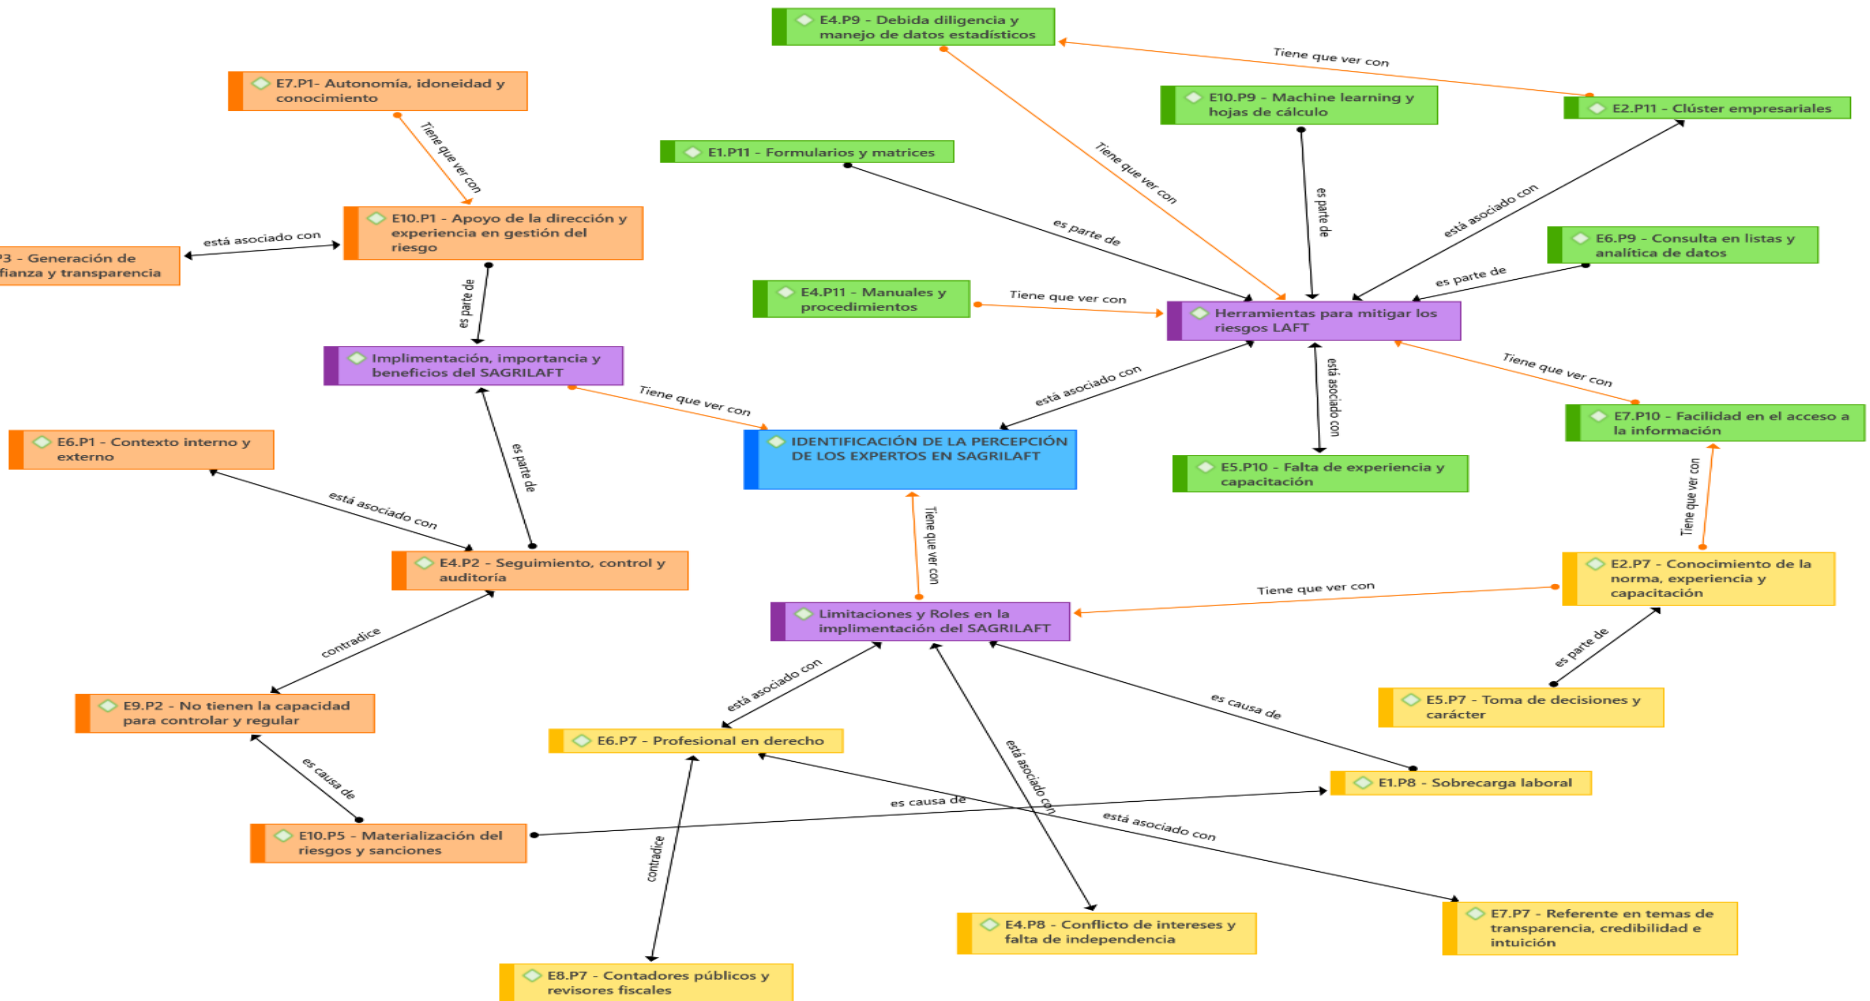 E4.P9 - Debida diligencia y
manejo de datos estadísticos
Tiene que ver con
E7.P1- Autonomía, idoneidad y
conocimiento
E10.P9 - Machine learning y
hojas de cálculo
E2.P11 - Clúster empresariales
Tiene que ver con
E1.P11 - Formularios y matrices
Tiene que ver con
es parte de
está asociado con
E10.P1 - Apoyo de la dirección y
experiencia en gestión del
riesgo
está asociado con
P3 - Generación de
fianza y transparencia
es parte de
E6.P9 - Consulta en listas y
analítica de datos
es parte de
es parte de
E4.P11 - Manuales y
procedimientos
Tiene que ver con
Herramientas para mitigar los
riesgos LAFT
Implimentación, importancia y
beneficios del SAGRILAFT
Tiene que ver con
está asociado con
está asociado con
Tiene que ver con
E7.P10 - Facilidad en el acceso a
la información
E6.P1 - Contexto interno y
externo
es parte de
IDENTIFICACIÓN DE LA PERCEPCIÓN
DE LOS EXPERTOS EN SAGRILAFT
E5.P10 - Falta de experiencia y
capacitación
está asociado con
Tiene que ver con
Tiene que ver con
E4.P2 - Seguimiento, control y
auditoría
E2.P7 - Conocimiento de la
norma, experiencia y
capacitación
Tiene que ver con
Limitaciones y Roles en la
implimentación del SAGRILAFT
contradice
es parte de
está asociado con
E9.P2 - No tienen la capacidad
para controlar y regular
es causa de
E5.P7 - Toma de decisiones y
carácter
E6.P7 - Profesional en derecho
está asociado con
es causa de
E1.P8 - Sobrecarga laboral
es causa de
E10.P5 - Materialización del
riesgos y sanciones
está asociado con
contradice
E4.P8 - Conflicto de intereses y
falta de independencia
E7.P7 - Referente en temas de
transparencia, credibilidad e
intuición
E8.P7 - Contadores públicos y
revisores fiscales